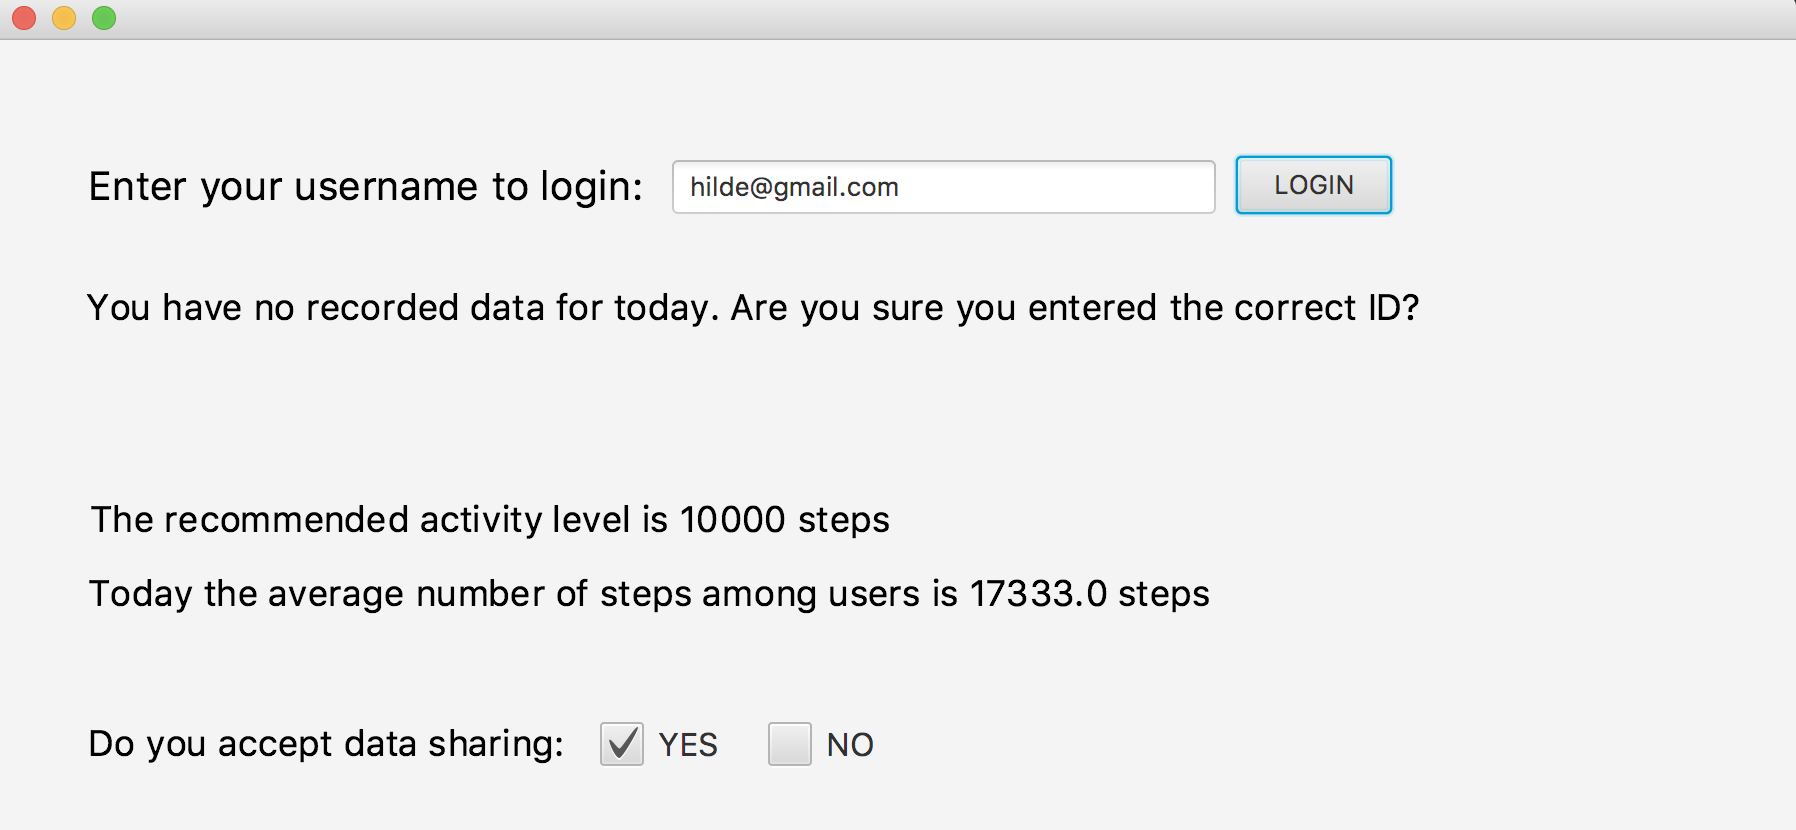 Enter your username to login: hilde@gmail.com LOGIN
You have no recorded data for today. Are you sure you entered the correct ID?
The recommended activity level is 10000 steps
Today the average number of steps among users is 17333.0 steps
Do you accept data sharing: YES NO